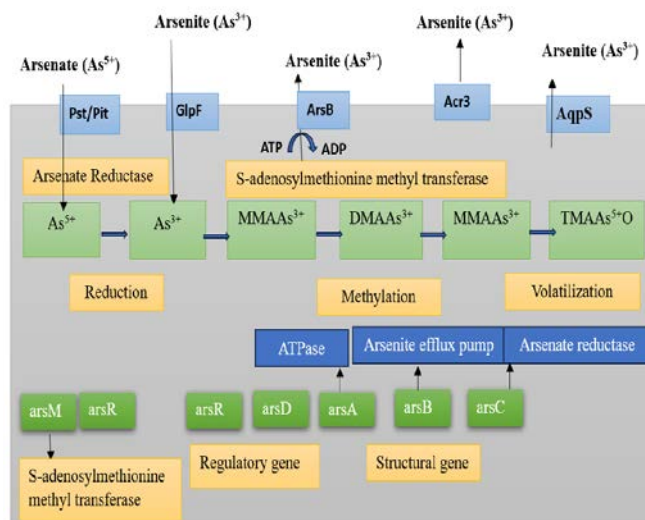 Arsenite (As³⁺)
Arsenite (As³⁺)
Arsenate (As⁵⁺)
Arsenite (As³⁺)
Arsenite (As³⁺)
Pst/Pit
GlpF
ArsB
Acr3
AqpS
ATP
ADP
Arsenate Reductase
S-adenosylmethionine methyl transferase
As⁵⁺
As³⁺
MMAAs³⁺
DMAAs³⁺
MMAAs³⁺
TMAAs⁵⁺O
Reduction
Methylation
Volatilization
ATPase
Arsenite efflux pump
Arsenate reductase
arsM
arsR
arsR
arsD
arsA
arsB
arsC
S-adenosylmethionine
methyl transferase
Regulatory gene
Structural gene